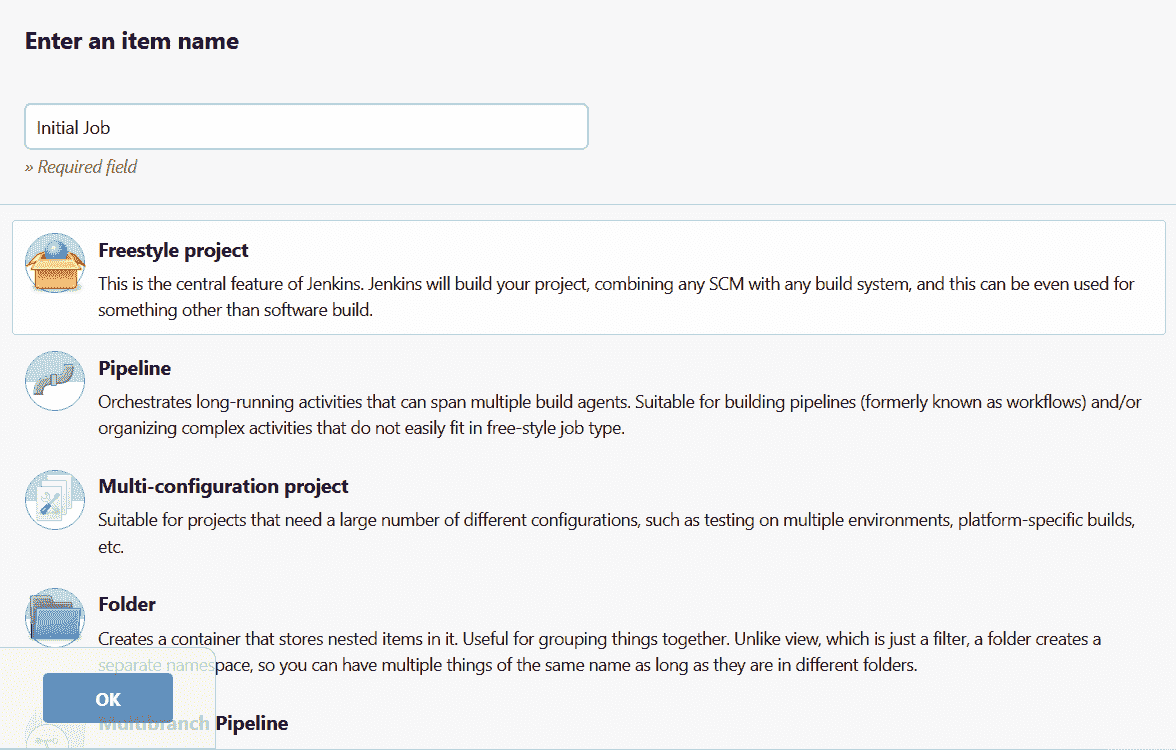 Enter an item name
Initial Job
» Required field
Freestyle project
This is the central feature of Jenkins. Jenkins will build your project, combining any SCM with any build system, and this can be even used for
something other than software build.
Pipeline
Orchestrates long-running activities that can span multiple build agents. Suitable for building pipelines (formerly known as workflows) and/or
organizing complex activities that do not easily fit in free-style job type.
Multi-configuration project
Suitable for projects that need a large number of different configurations, such as testing on multiple environments, platform-specific builds,
etc.
Folder
Creates a container that stores nested items in it. Useful for grouping things together. Unlike view, which is just a filter, a folder creates a
separate namespace, so you can have multiple things of the same name as long as they are in different folders.
OK
Multibranch Pipeline